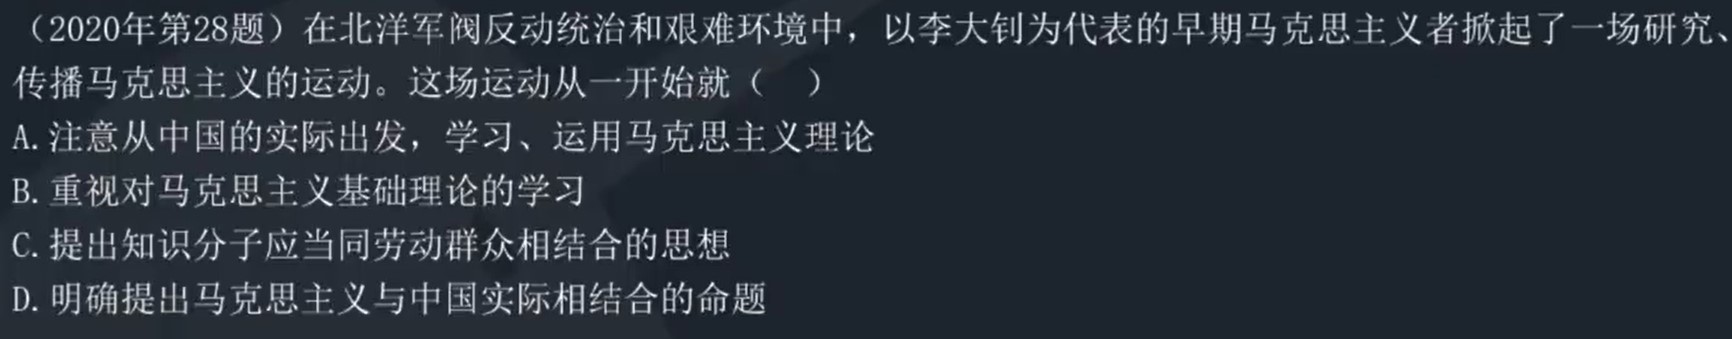 （2020年第28题）在北洋军阀反动统治和艰难环境中，以李大钊为代表的早期马克思主义者掀起了一场研究、
传播马克思主义的运动。这场运动从一开始就（　）
A.注意从中国的实际出发，学习、运用马克思主义理论
B.重视对马克思主义基础理论的学习
C.提出知识分子应当同劳动群众相结合的思想
D.明确提出马克思主义与中国实际相结合的命题